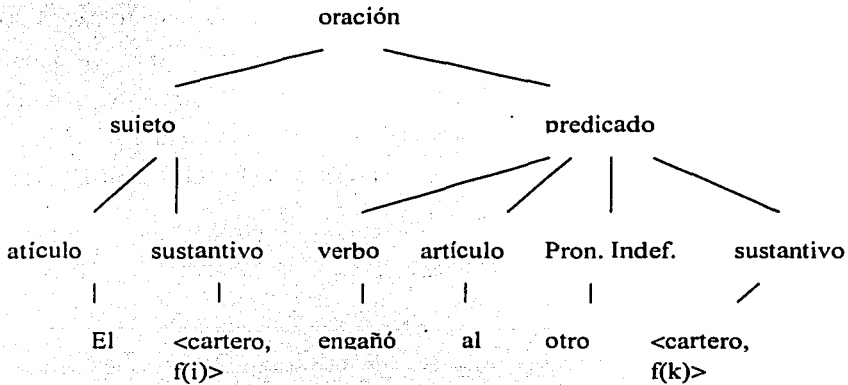 oración
sujeto predicado
atículo sustantivo verbo artículo Pron. Indef. sustantivo
El <cartero, engañó al otro <cartero,
f(i)> f(k)>